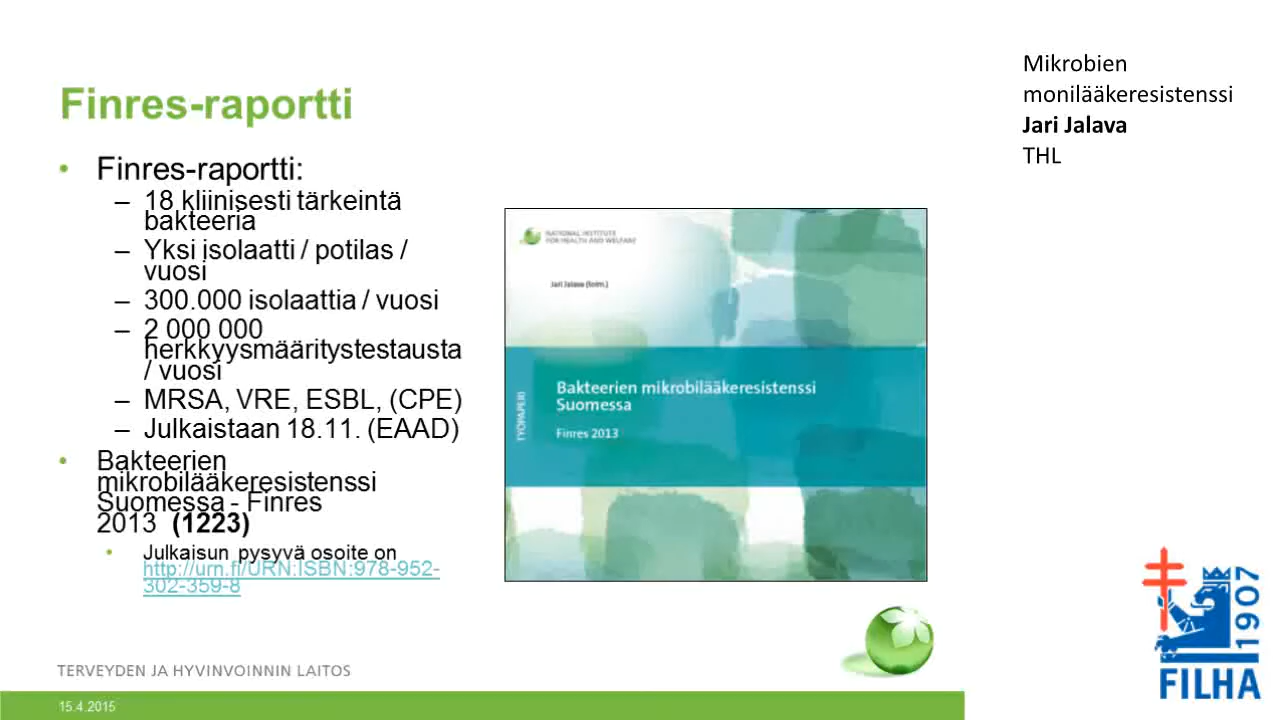 Finres-raportti
• Finres-raportti:
– 18 kliinisesti tärkeintä
bakteeria
– Yksi isolaatti / potilas /
vuosi
– 300.000 isolaattia / vuosi
– 2 000 000
herkkyysmääritystestausta
/ vuosi
– MRSA, VRE, ESBL, (CPE)
– Julkaistaan 18.11. (EAAD)
• Bakteerien
mikrobilääkeresistenssi
Suomessa - Finres
2013 (1223)
• Julkaisun pysyvä osoite on
http://urn.fi/URN:ISBN:978-952-
302-359-8
NATIONAL INSTITUTE
FOR HEALTH AND WELFARE
Jari Jalava (toim.)
TYÖPAPERI
Bakteerien mikrobilääkeresistenssi
Suomessa
Finres 2013
TERVEYDEN JA HYVINVOINNIN LAITOS
15.4.2015
Mikrobien
monilääkeresistenssi
Jari Jalava
THL
1907
FILHA